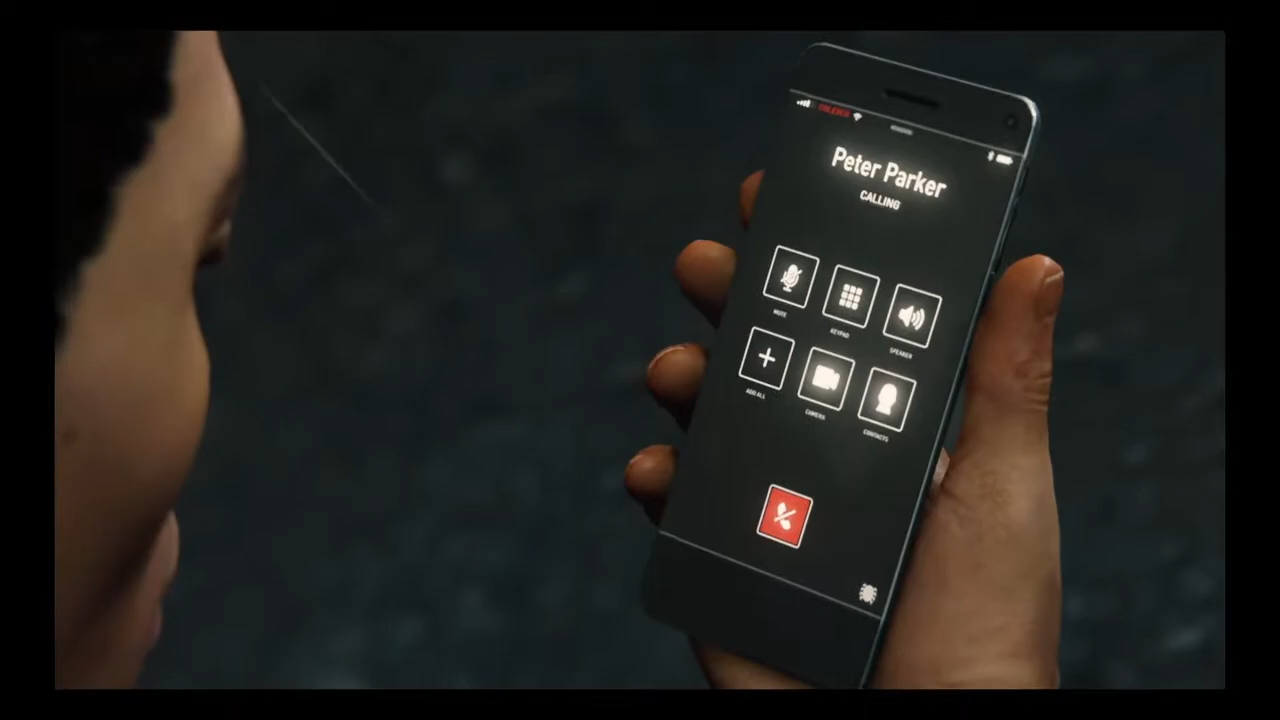 Peter Parker
CALLING
MUTE
KEYPAD
SPEAKER
ADD ALL
CAMERA
CONTACTS